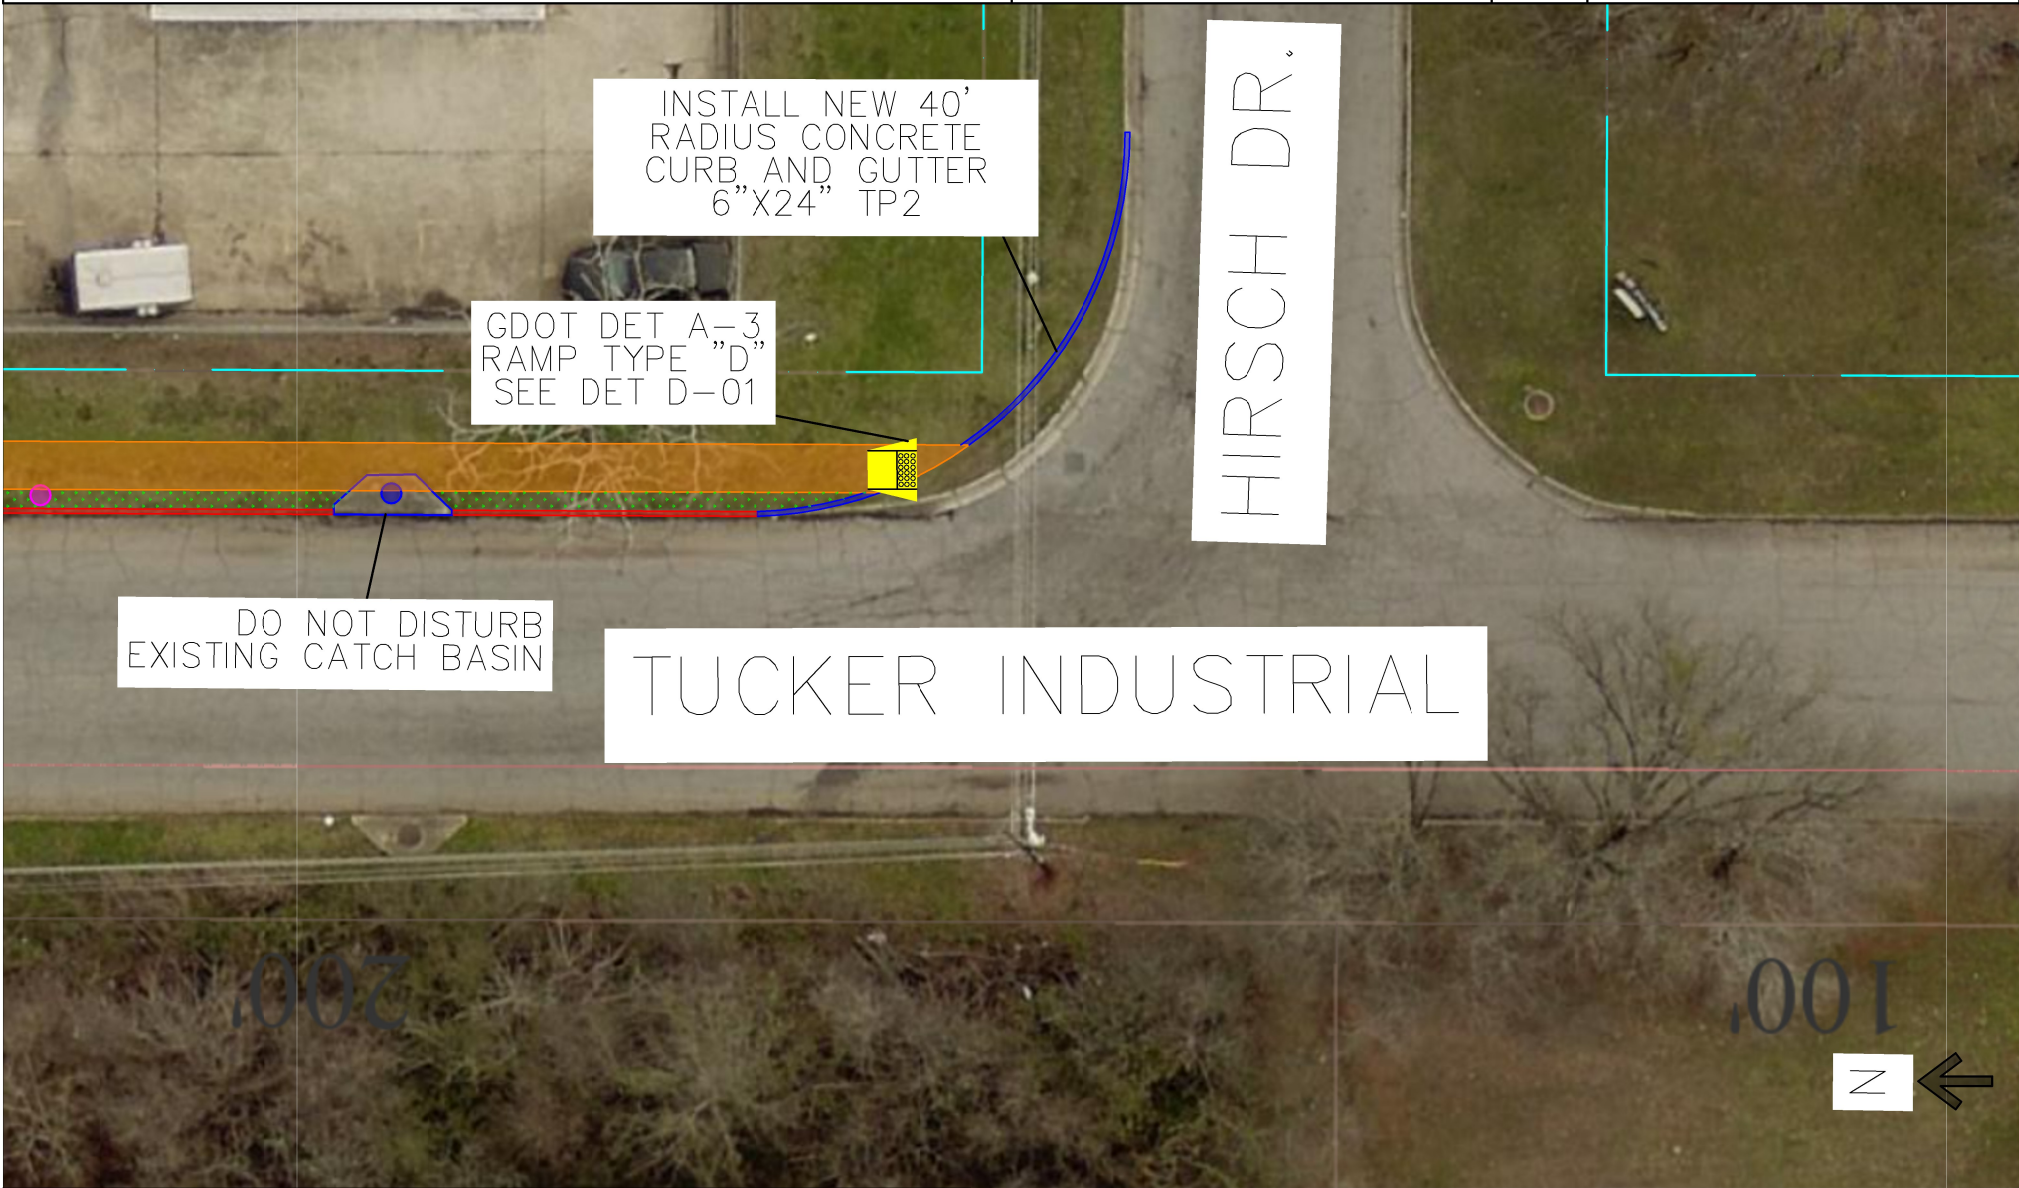 INSTALL NEW 40'
RADIUS CONCRETE
CURB AND GUTTER
6"X24" TP2
HIRSCH DR.
GDOT DET A-3
RAMP TYPE "D"
SEE DET D-01
DO NOT DISTURB
EXISTING CATCH BASIN
TUCKER INDUSTRIAL
200'
100'
N